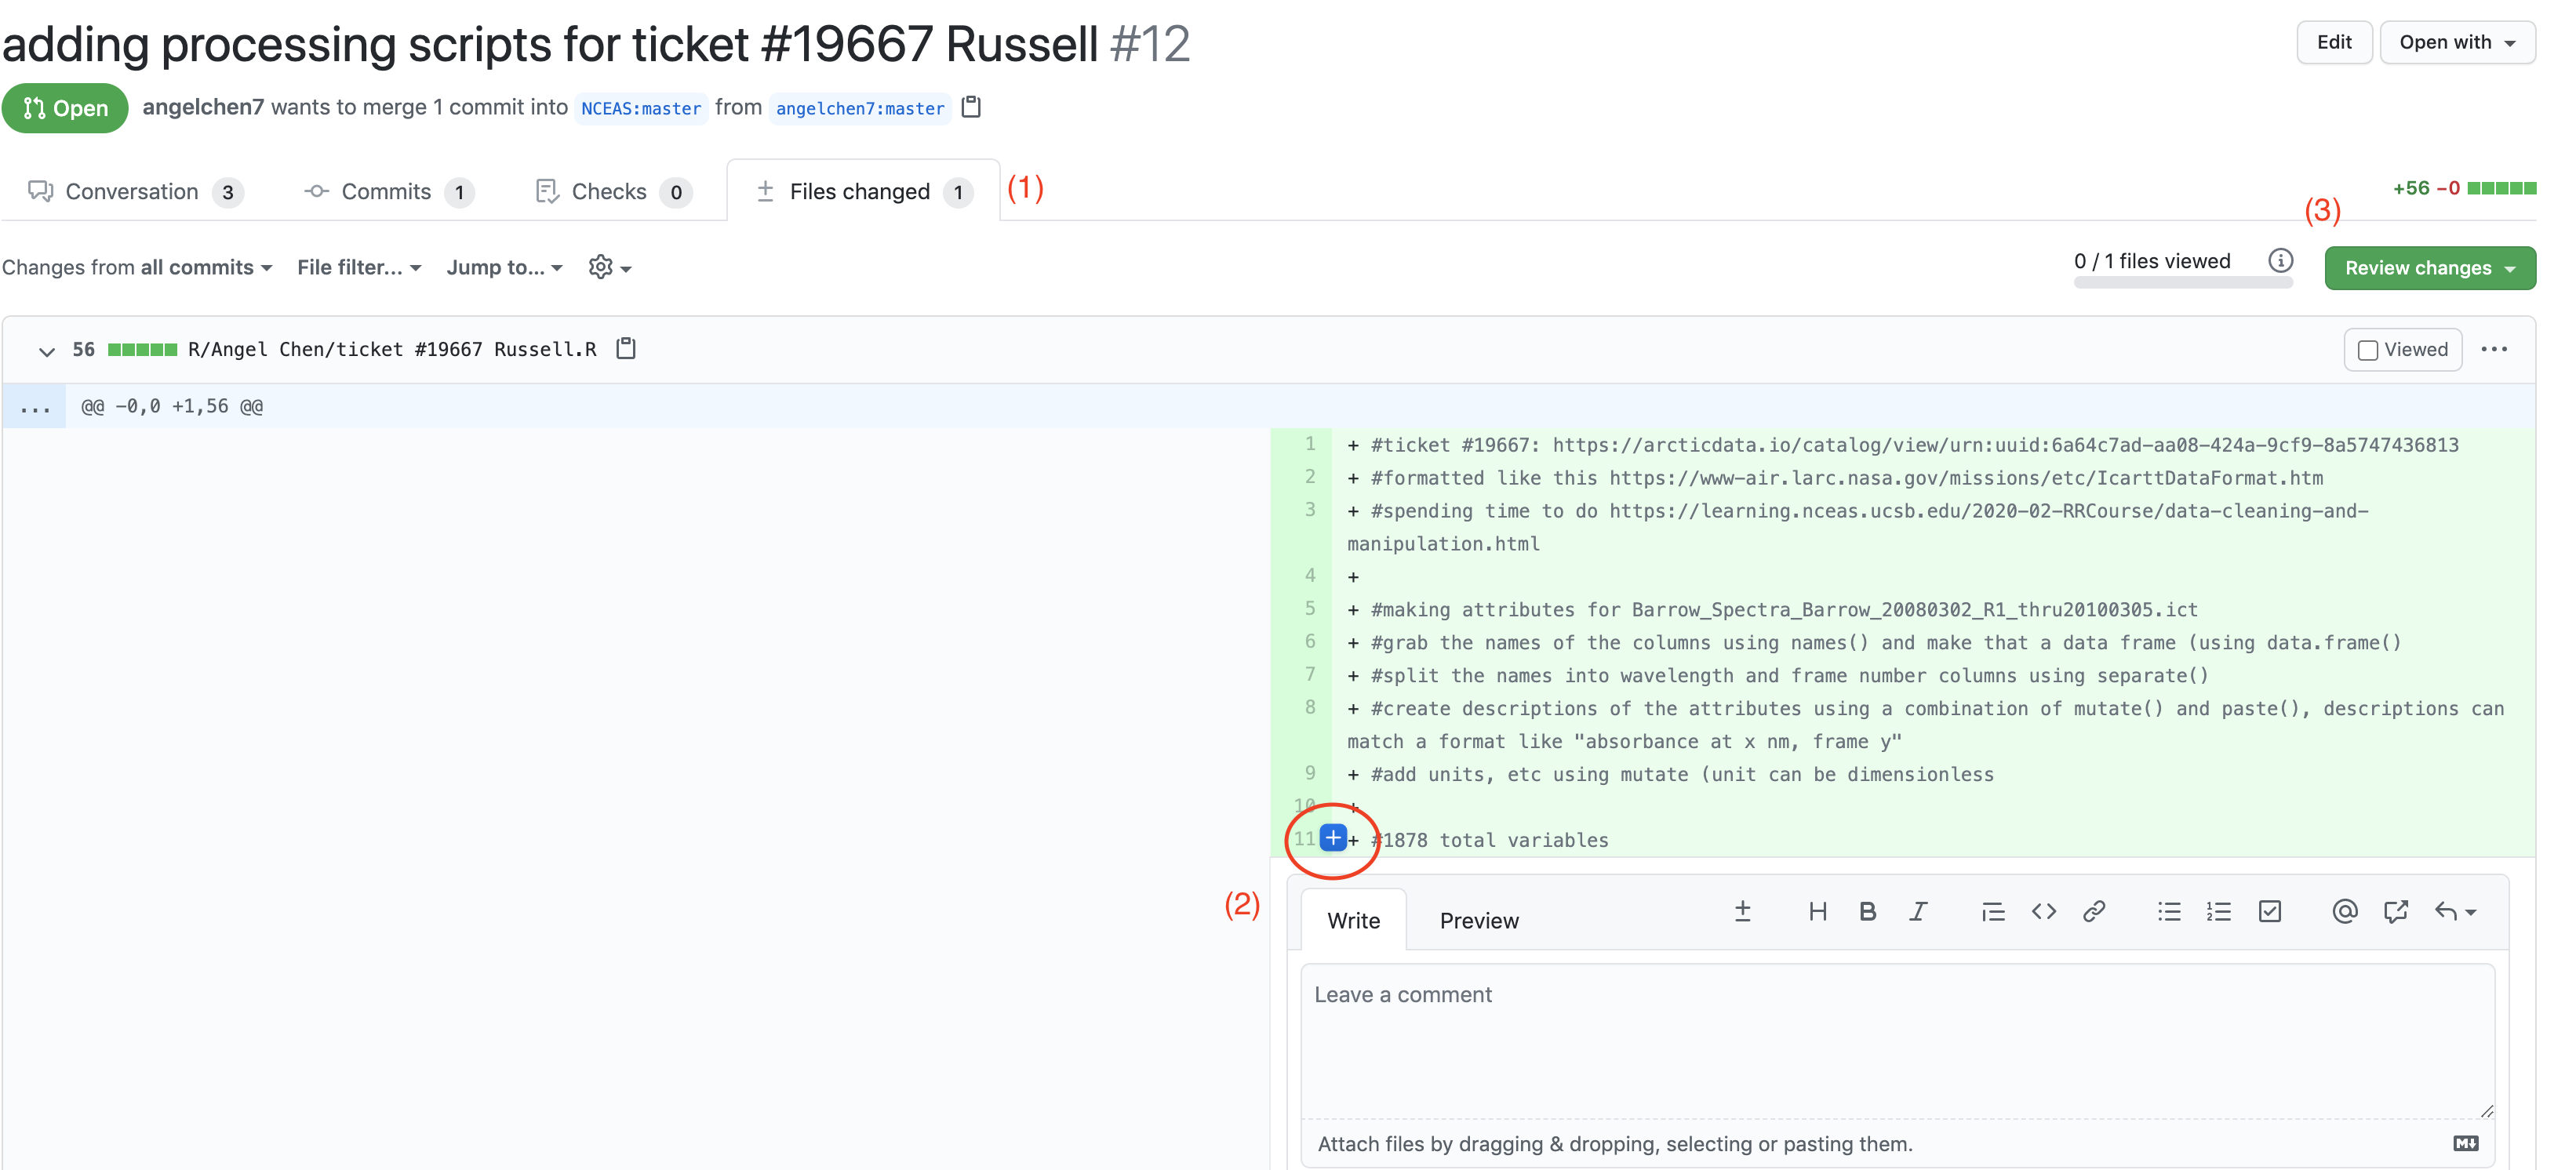 adding processing scripts for ticket #19667 Russell #12
Edit
Open with
Open
angelchen7 wants to merge 1 commit into NCEAS:master from angelchen7:master
Conversation 3
Commits 1
Checks 0
Files changed 1
(1)
+56 −0
(3)
Changes from all commits
File filter...
Jump to...
0 / 1 files viewed
Review changes
56 R/Angel Chen/ticket #19667 Russell.R
Viewed
...
@@ -0,0 +1,56 @@
1 + #ticket #19667: https://arcticdata.io/catalog/view/urn:uuid:6a64c7ad-aa08-424a-9cf9-8a5747436813
2 + #formatted like this https://www-air.larc.nasa.gov/missions/etc/IcarttDataFormat.htm
3 + #spending time to do https://learning.nceas.ucsb.edu/2020-02-RRCourse/data-cleaning-and-
manipulation.html
4 +
5 + #making attributes for Barrow_Spectra_Barrow_20080302_R1_thru20100305.ict
6 + #grab the names of the columns using names() and make that a data frame (using data.frame()
7 + #split the names into wavelength and frame number columns using separate()
8 + #create descriptions of the attributes using a combination of mutate() and paste(), descriptions can
match a format like "absorbance at x nm, frame y"
9 + #add units, etc using mutate (unit can be dimensionless
10 +
11 + #1878 total variables
(2)
Write
Preview
Leave a comment
Attach files by dragging & dropping, selecting or pasting them.